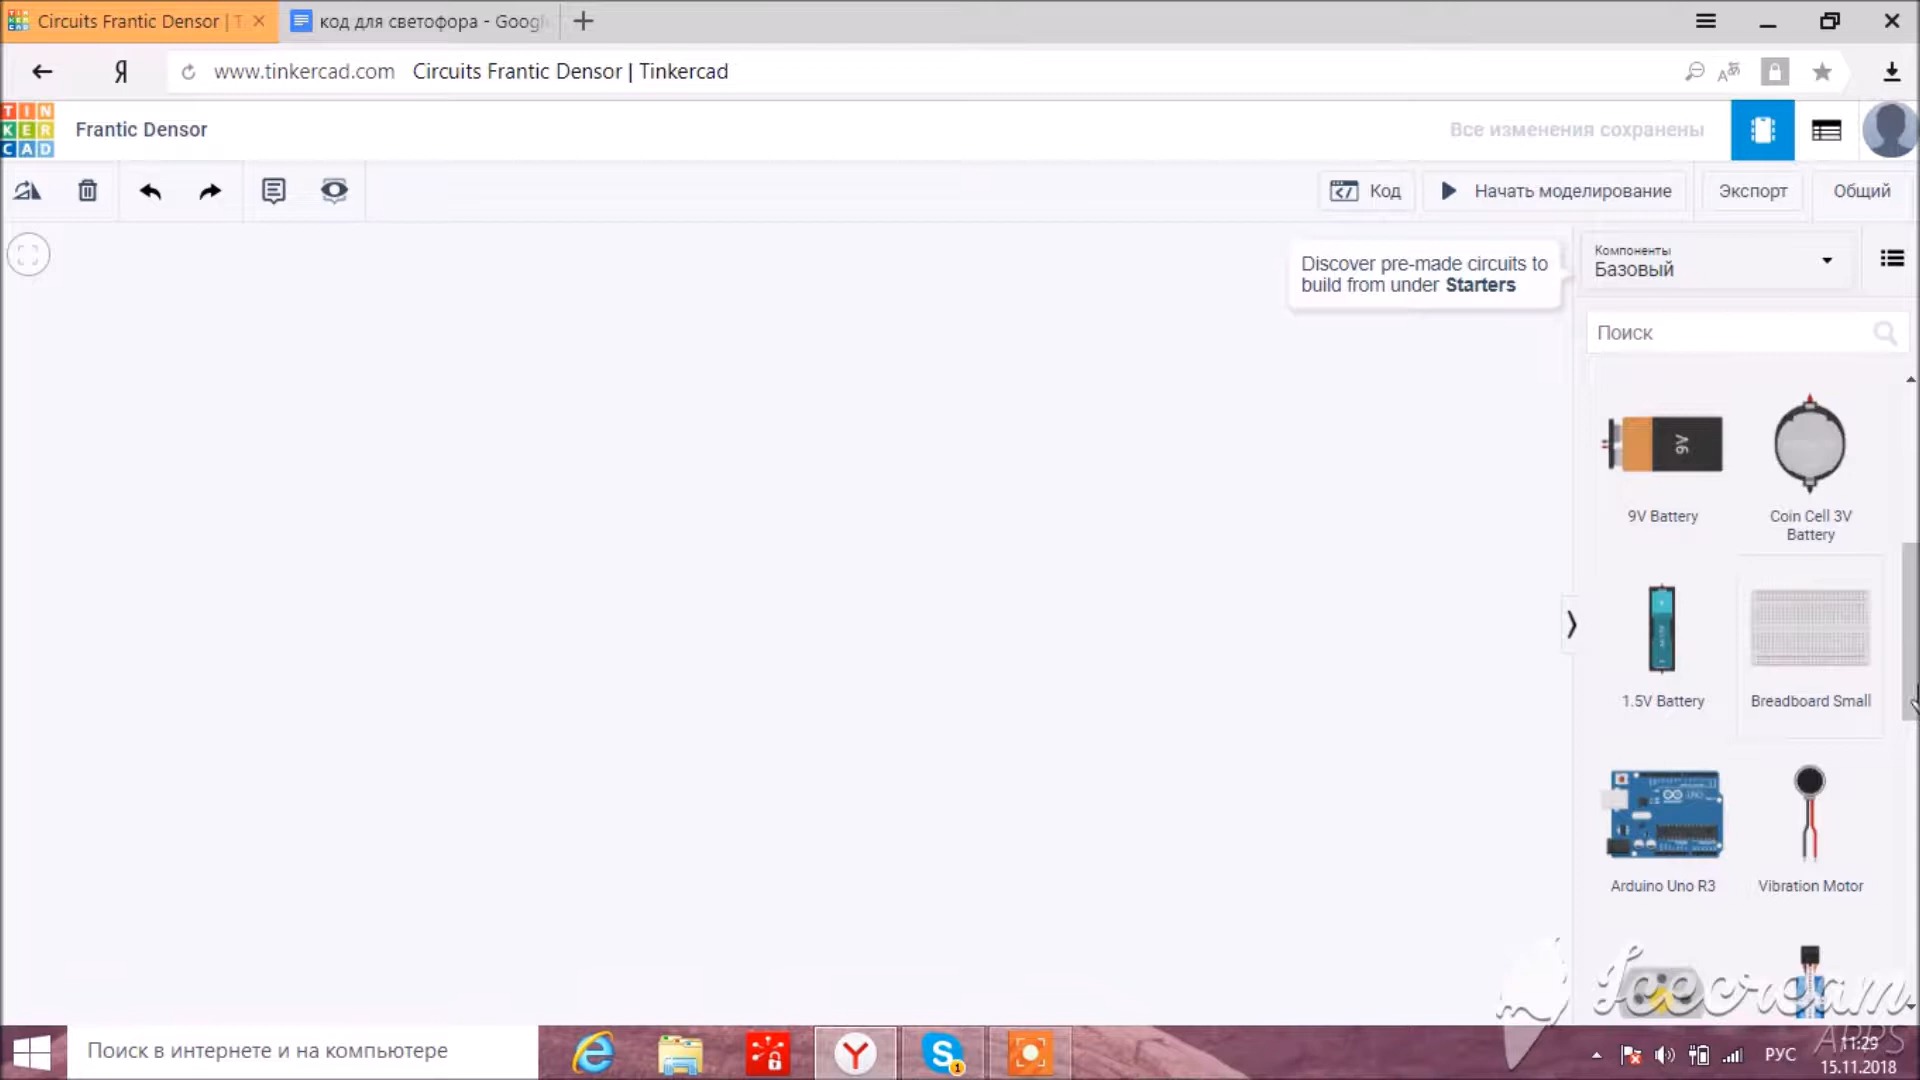 Circuits Frantic Densor | T
код для светофора - Googl
Я
www.tinkercad.com Circuits Frantic Densor | Tinkercad
TIN
KER
CAD
Frantic Densor
Все изменения сохранены
Код
Начать моделирование
Экспорт
Общий
Discover pre-made circuits to
build from under Starters
Компоненты
Базовый
Поиск
9V
9V Battery
Coin Cell 3V
Battery
1.5V Battery
Breadboard Small
UNO
Arduino Uno R3
Vibration Motor
Icecream
APPS
Поиск в интернете и на компьютере
РУС
11:29
15.11.2018